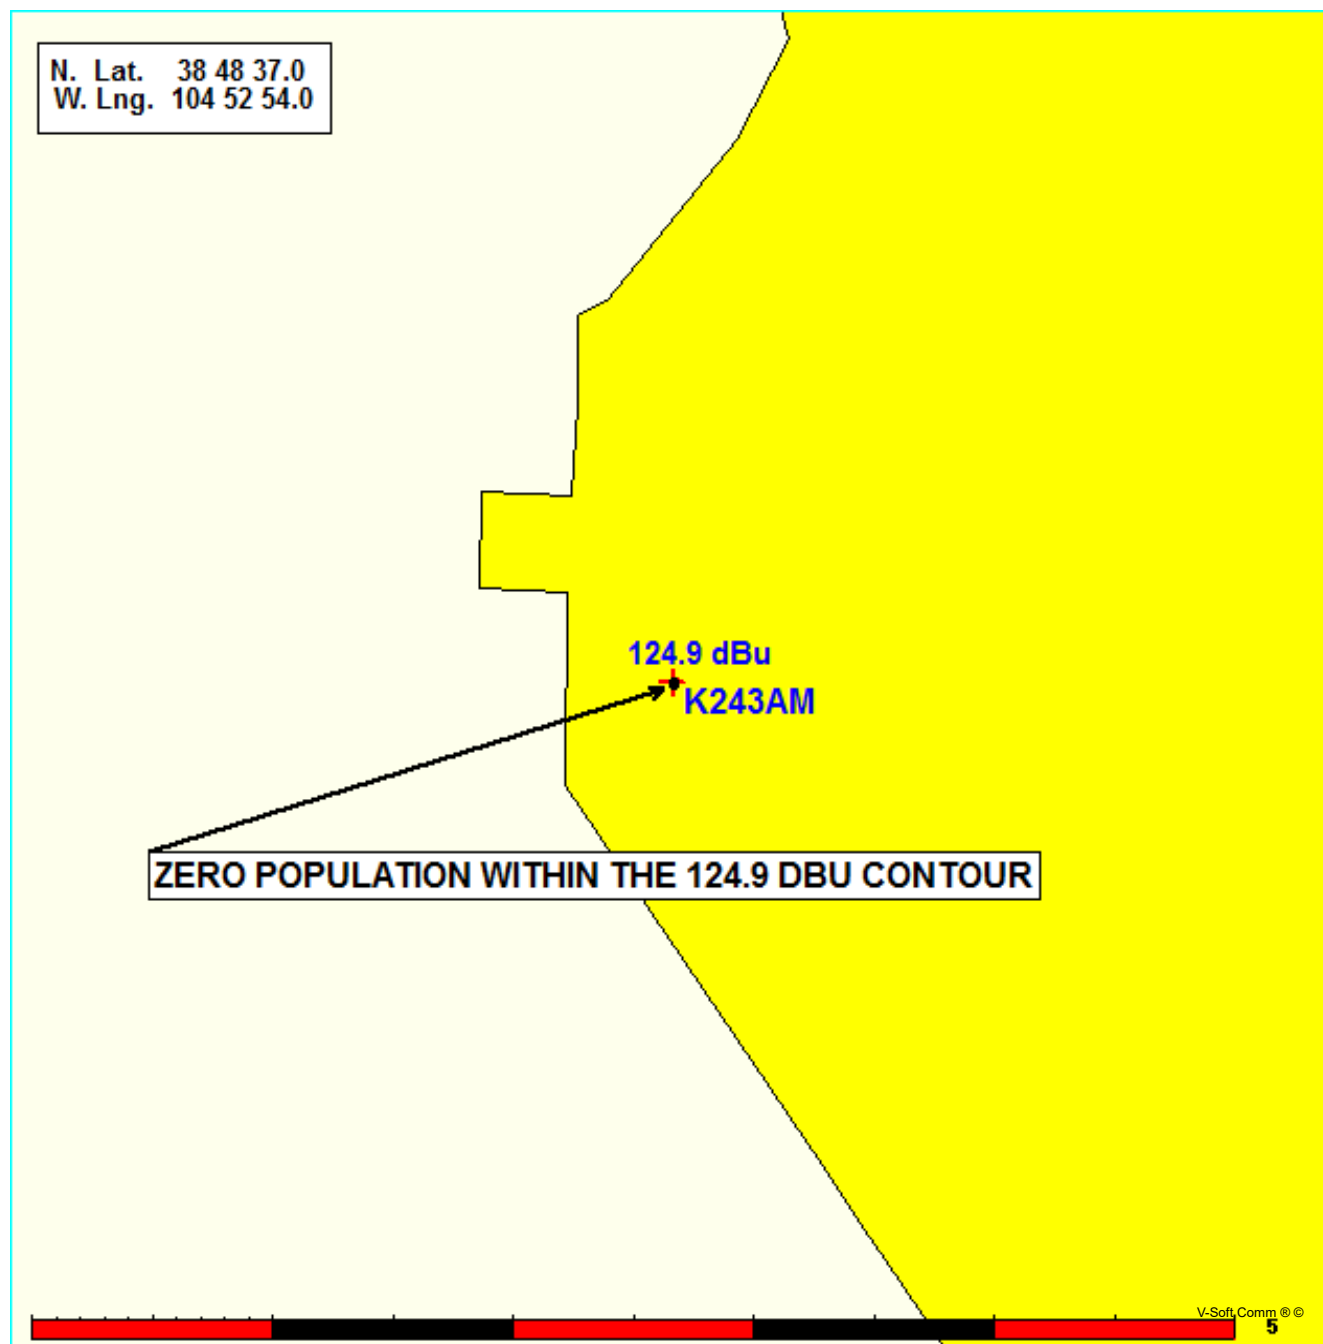 N. Lat. 38 48 37.0
W. Lng. 104 52 54.0
124.9 dBu
K243AM
ZERO POPULATION WITHIN THE 124.9 DBU CONTOUR
V-Soft Comm ® ©
5